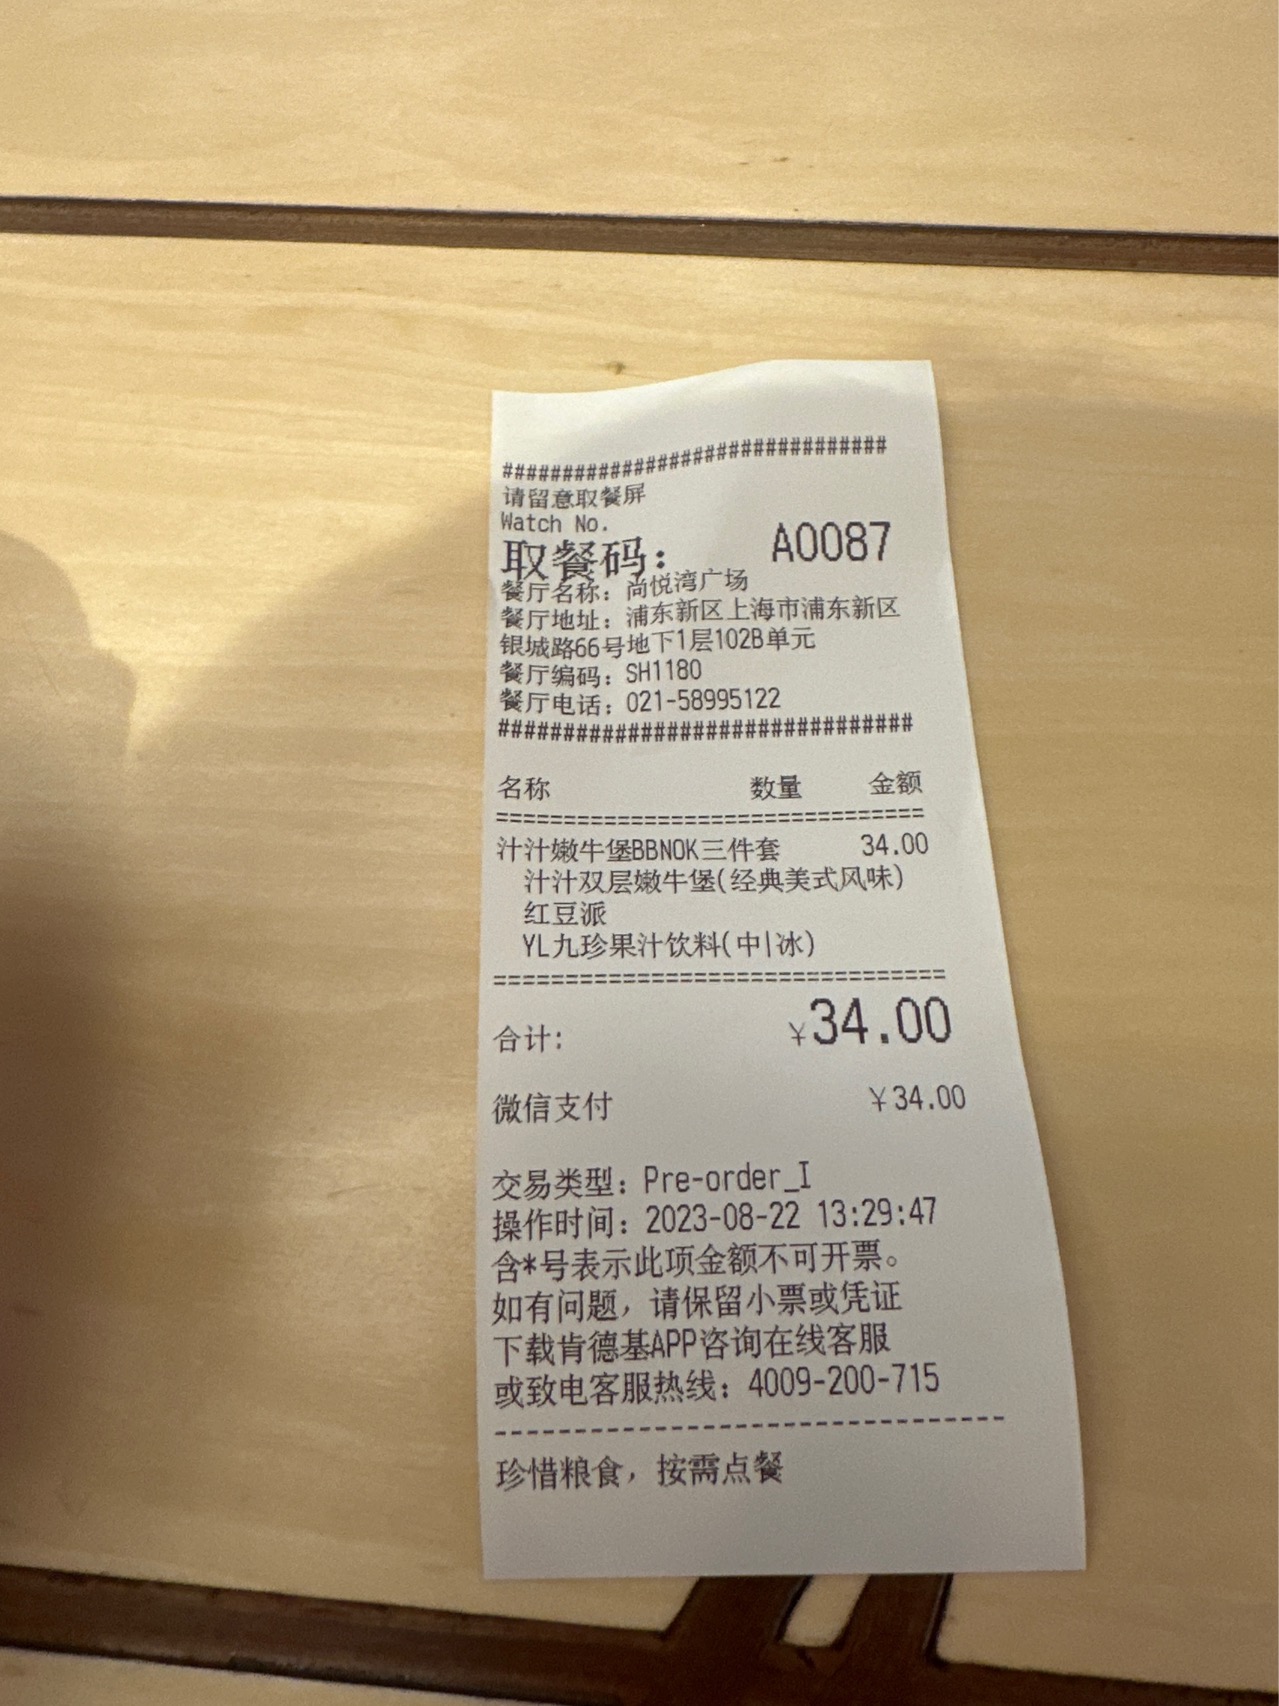 ################################
请留意取餐屏
Watch No.
取餐码： A0087
餐厅名称：尚悦湾广场
餐厅地址：浦东新区上海市浦东新区
银城路66号地下1层102B单元
餐厅编码：SH1180
餐厅电话：021-58995122
################################
名称 数量 金额
================================
汁汁嫩牛堡BBNOK三件套 34.00
汁汁双层嫩牛堡(经典美式风味)
红豆派
YL九珍果汁饮料(中|冰)
================================
合计: ¥34.00
微信支付 ¥34.00
交易类型：Pre-order_I
操作时间：2023-08-22 13:29:47
含*号表示此项金额不可开票。
如有问题，请保留小票或凭证
下载肯德基APP咨询在线客服
或致电客服热线：4009-200-715
--------------------------------
珍惜粮食，按需点餐